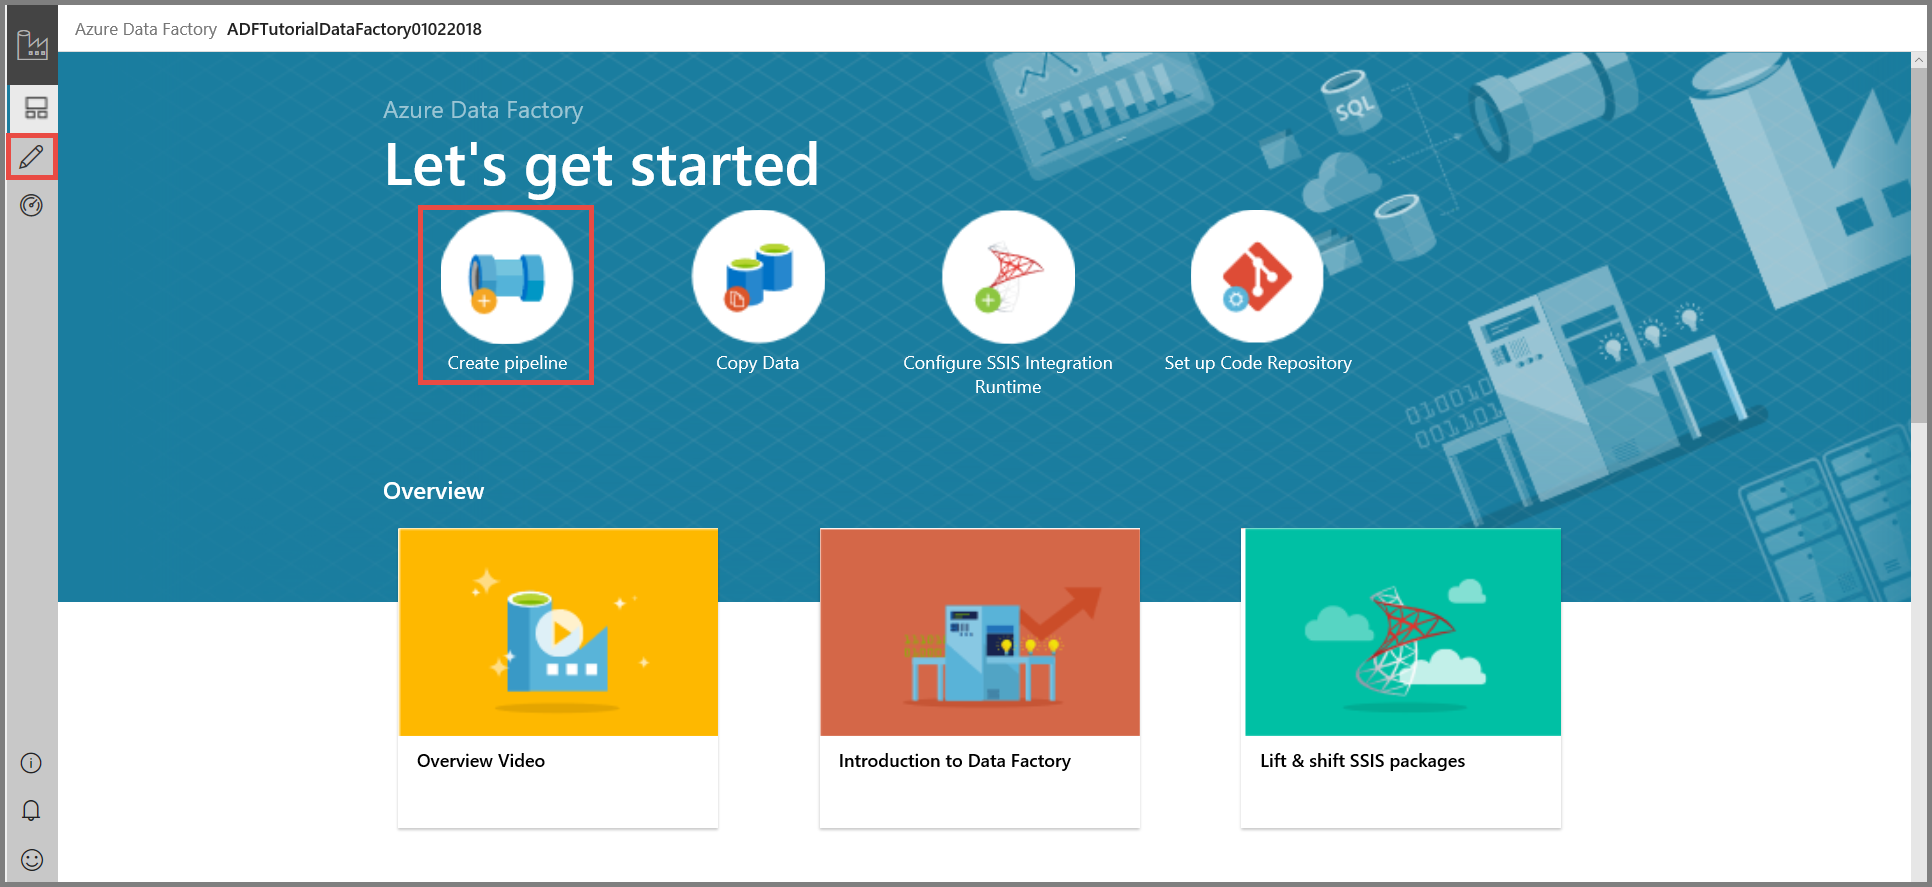 Azure Data Factory ADFTutorialDataFactory01022018
Azure Data Factory
Let's get started
SQL
Create pipeline
Copy Data
Configure SSIS Integration
Runtime
Set up Code Repository
010010
001101
Overview
Overview Video
Introduction to Data Factory
Lift & shift SSIS packages